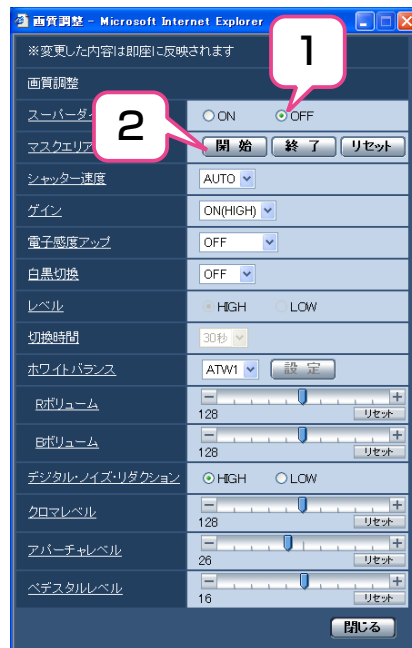 画質調整 - Microsoft Internet Explorer
※変更した内容は即座に反映されます
1
画質調整
スーパーダ
ON OFF
2
マスクエリア
開 始 終 了 リセット
シャッター速度 AUTO
ゲイン ON(HIGH)
電子感度アップ OFF
白黒切換 OFF
レベル HIGH LOW
切換時間 30秒
ホワイトバランス ATW1 設 定
Rボリューム
128 リセット
Bボリューム
128 リセット
デジタル・ノイズ・リダクション HIGH LOW
クロマレベル
128 リセット
アパーチャレベル
26 リセット
ペデスタルレベル
16 リセット
閉じる